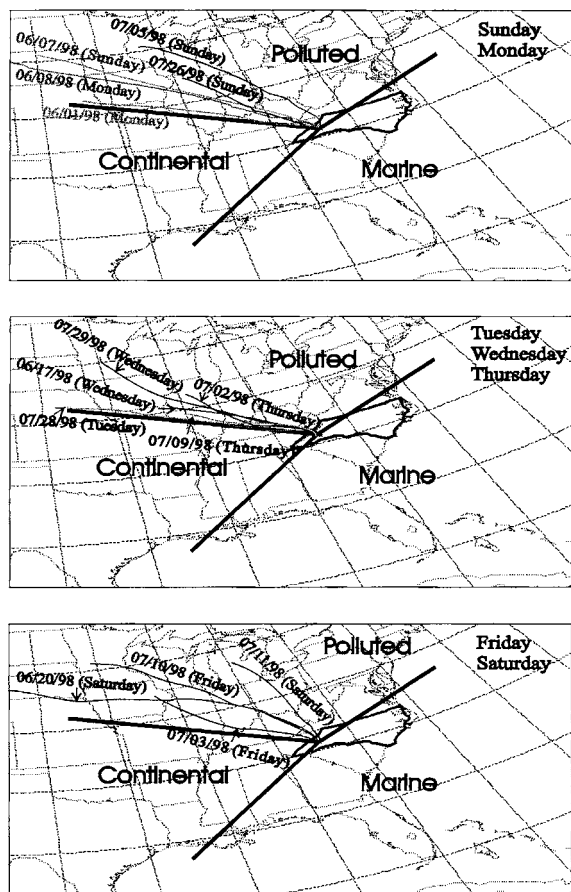 07/05/98 (Sunday)
06/07/98 (Sunday)
07/26/98 (Sunday)
06/08/98 (Monday)
06/01/98 (Monday)
Polluted
Continental
Marine
Sunday
Monday
07/29/98 (Wednesday)
06/17/98 (Wednesday)
07/02/98 (Thursday)
07/28/98 (Tuesday)
07/09/98 (Thursday)
Polluted
Continental
Marine
Tuesday
Wednesday
Thursday
07/11/98 (Saturday)
07/10/98 (Friday)
06/20/98 (Saturday)
07/03/98 (Friday)
Polluted
Continental
Marine
Friday
Saturday